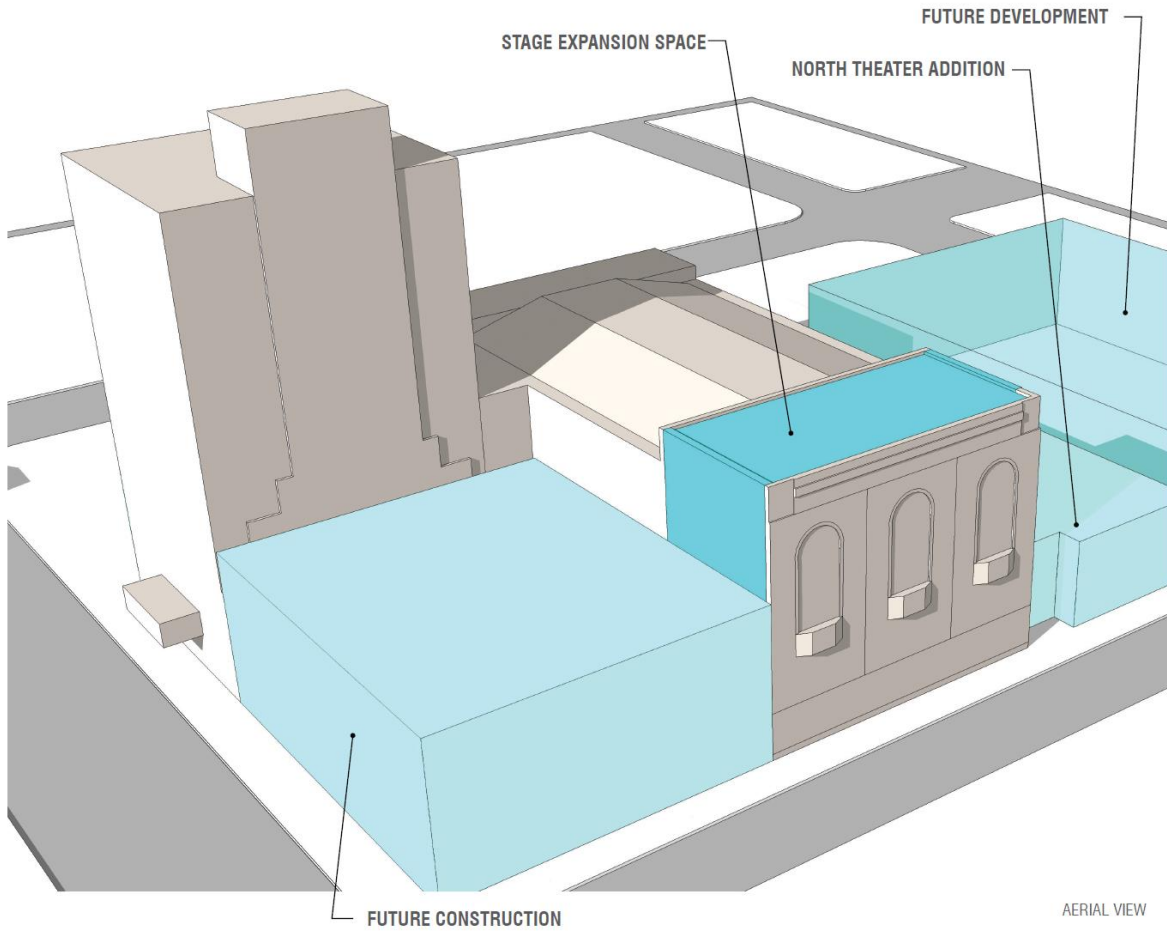 FUTURE DEVELOPMENT
STAGE EXPANSION SPACE
NORTH THEATER ADDITION
FUTURE CONSTRUCTION
AERIAL VIEW